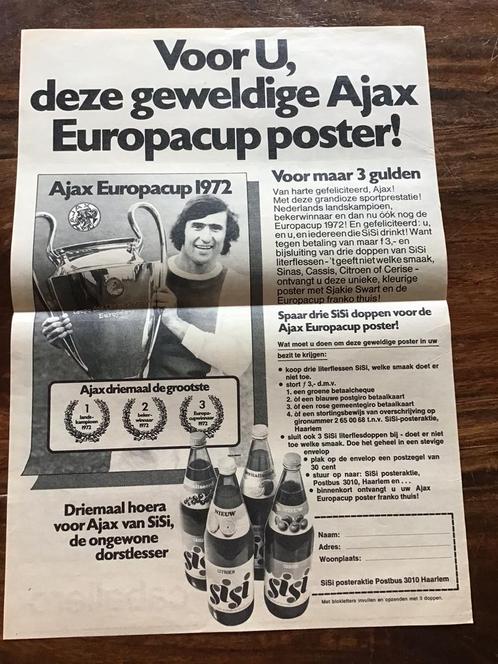 Voor U,
deze geweldige Ajax
Europacup poster!
Ajax Europacup 1972
Ajax driemaal de grootste
1
lands-
kampioen
1972
2
beker-
winnaar
1972
3
Europa-
cupwinnaar
1972
Driemaal hoera
voor Ajax van SiSi,
de ongewone
dorstlesser
Voor maar 3 gulden
Van harte gefeliciteerd, Ajax!
Met deze grandioze sportprestatie!
Nederlands landskampioen,
bekerwinnaar en dan nu óók nog de
Europacup 1972! En gefeliciteerd: u,
en u, en iedereen die SiSi drinkt! Want
tegen betaling van maar f 3,- en
bijsluiting van drie doppen van SiSi
literflessen - 't geeft niet welke smaak,
Sinas, Cassis, Citroen of Cerise -
ontvangt u deze unieke, kleurige
poster met Sjakie Swart en de
Europacup franko thuis!
Spaar drie SiSi doppen voor de
Ajax Europacup poster!
Wat moet u doen om deze geweldige poster in uw
bezit te krijgen:
• koop drie literflessen SiSi, welke smaak doet er
niet toe.
• stort f 3,- d.m.v.
1. een groene betaalcheque
2. óf een blauwe postgiro betaalkaart
3. óf een rose gemeentegiro betaalkaart
4. óf een stortingsbewijs van overschrijving op
gironummer 2 65 00 68 t.n.v. SiSi-posteraktie,
Haarlem
• sluit ook 3 SiSi literflesdoppen bij - doet er niet
toe welke smaak. Doe het geheel in een stevige
envelop
• plak op de envelop een postzegel van
30 cent
• stuur op naar: SiSi posteraktie,
Postbus 3010, Haarlem en . . .
• binnenkort ontvangt u uw Ajax
Europacup poster franko thuis!
NIEUW
NIEUW
CITROEN
sisi
sisi
sisi
Naam:
Adres:
Woonplaats:
SiSi posteraktie Postbus 3010 Haarlem
Met blokletters invullen en opzenden met 3 doppen.